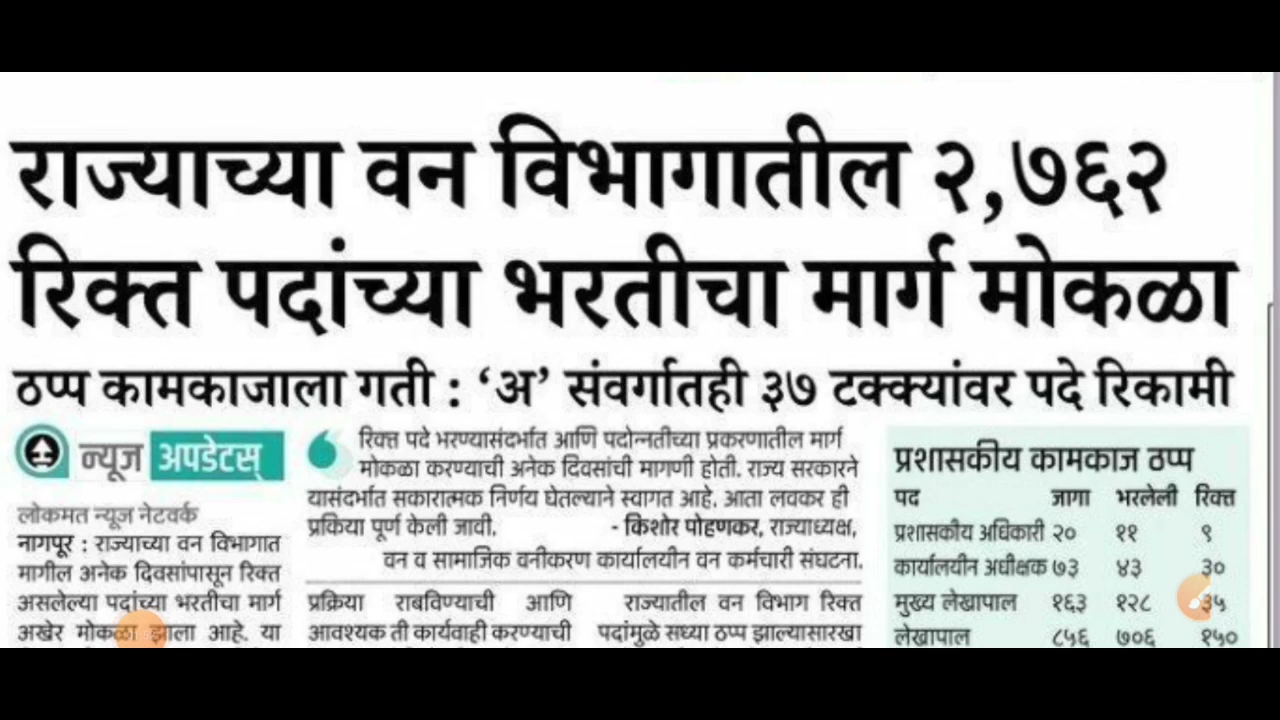 राज्याच्या वन विभागातील २,७६२
रिक्त पदांच्या भरतीचा मार्ग मोकळा
ठप्प कामकाजाला गती : ‘अ’ संवर्गातही ३७ टक्क्यांवर पदे रिकामी
न्यूज अपडेटस्
लोकमत न्यूज नेटवर्क
नागपूर : राज्याच्या वन विभागात
मागील अनेक दिवसांपासून रिक्त
असलेल्या पदांच्या भरतीचा मार्ग
अखेर मोकळा झाला आहे. या
रिक्त पदे भरण्यासंदर्भात आणि पदोन्नतीच्या प्रकरणातील मार्ग
मोकळा करण्याची अनेक दिवसांची मागणी होती. राज्य सरकारने
यासंदर्भात सकारात्मक निर्णय घेतल्याने स्वागत आहे. आता लवकर ही
प्रकिया पूर्ण केली जावी. - किशोर पोहणकर, राज्याध्यक्ष,
वन व सामाजिक वनीकरण कार्यालयीन वन कर्मचारी संघटना.
प्रक्रिया राबविण्याची आणि
आवश्यक ती कार्यवाही करण्याची
राज्यातील वन विभाग रिक्त
पदांमुळे सध्या ठप्प झाल्यासारखा
प्रशासकीय कामकाज ठप्प
पद जागा भरलेली रिक्त
प्रशासकीय अधिकारी २० ११ ९
कार्यालयीन अधीक्षक ७३ ४३ ३०
मुख्य लेखापाल १६३ १२८ ३५
लेखापाल ८५६ ७०६ १५०